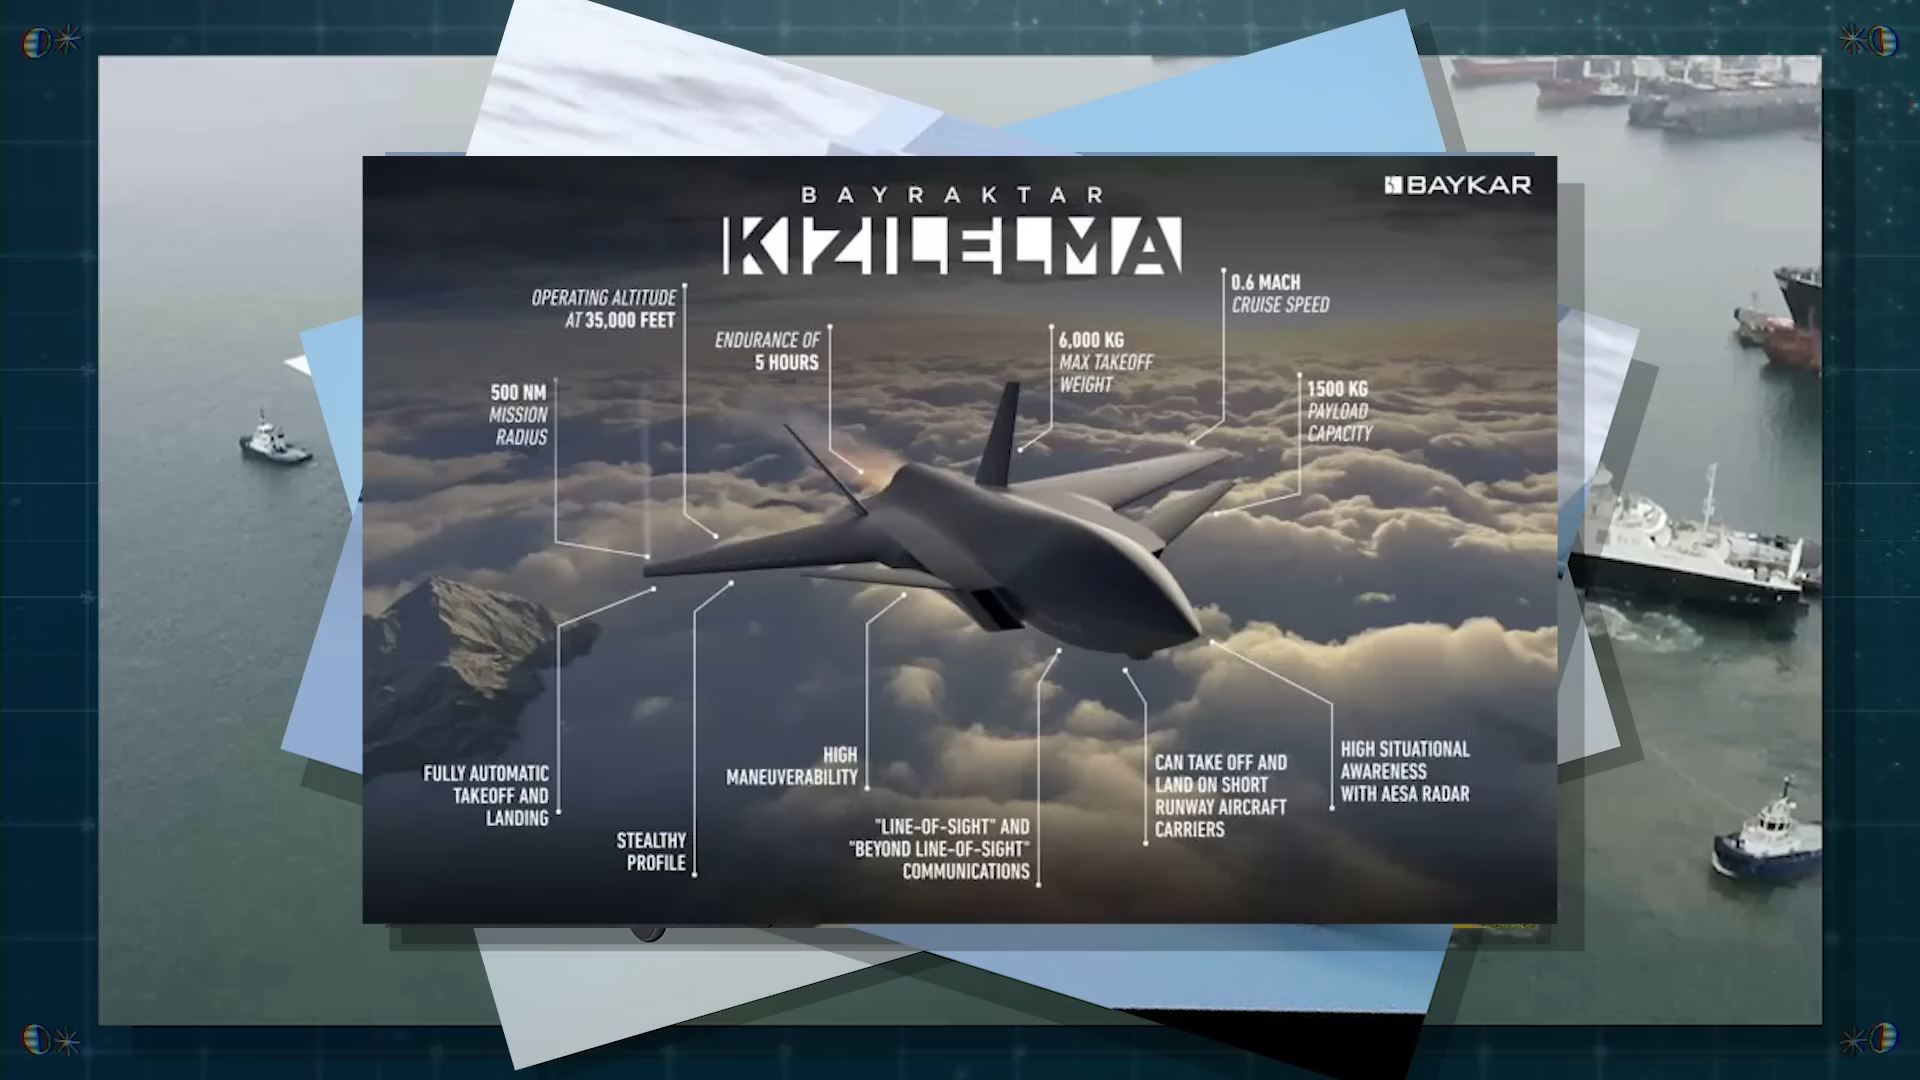 BAYKAR
BAYRAKTAR
KIZILELMA
OPERATING ALTITUDE
AT 35,000 FEET
ENDURANCE OF
5 HOURS
500 NM
MISSION
RADIUS
6,000 KG
MAX TAKEOFF
WEIGHT
0.6 MACH
CRUISE SPEED
1500 KG
PAYLOAD
CAPACITY
FULLY AUTOMATIC
TAKEOFF AND
LANDING
STEALTHY
PROFILE
HIGH
MANEUVERABILITY
"LINE-OF-SIGHT" AND
"BEYOND LINE-OF-SIGHT"
COMMUNICATIONS
CAN TAKE OFF AND
LAND ON SHORT
RUNWAY AIRCRAFT
CARRIERS
HIGH SITUATIONAL
AWARENESS
WITH AESA RADAR